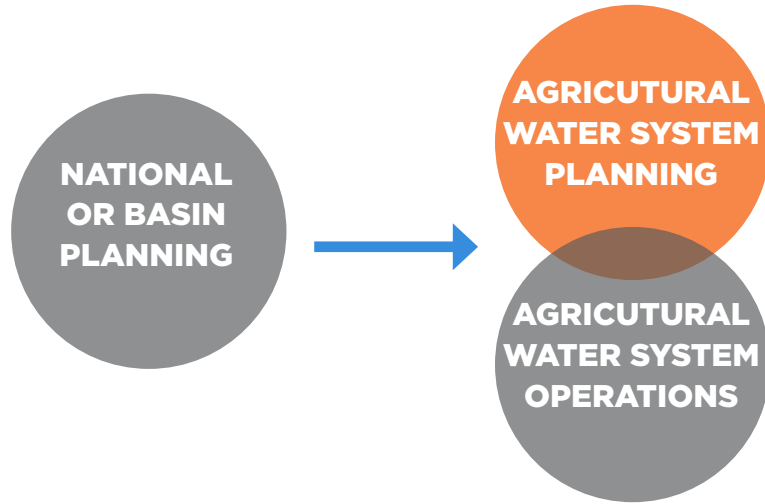 NATIONAL
OR BASIN
PLANNING
AGRICUTURAL
WATER SYSTEM
PLANNING
AGRICUTURAL
WATER SYSTEM
OPERATIONS